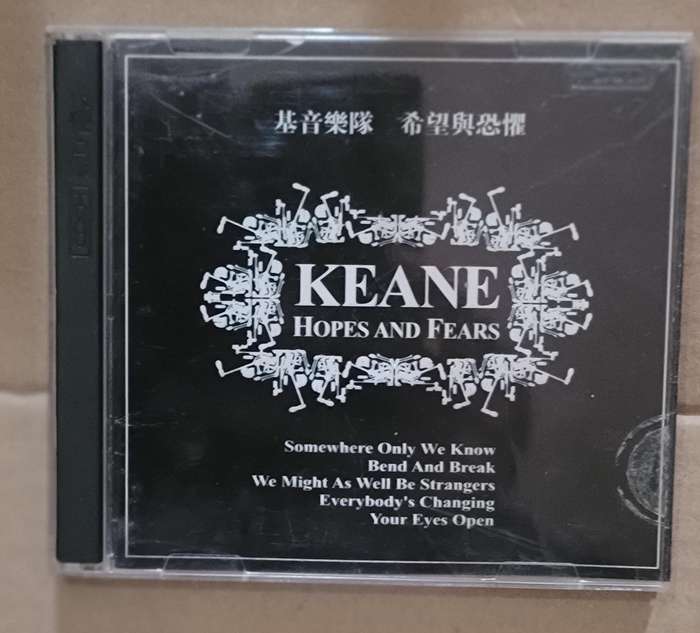 基音樂隊 希望與恐懼
KEANE
HOPES AND FEARS
Somewhere Only We Know
Bend And Break
We Might As Well Be Strangers
Everybody's Changing
Your Eyes Open